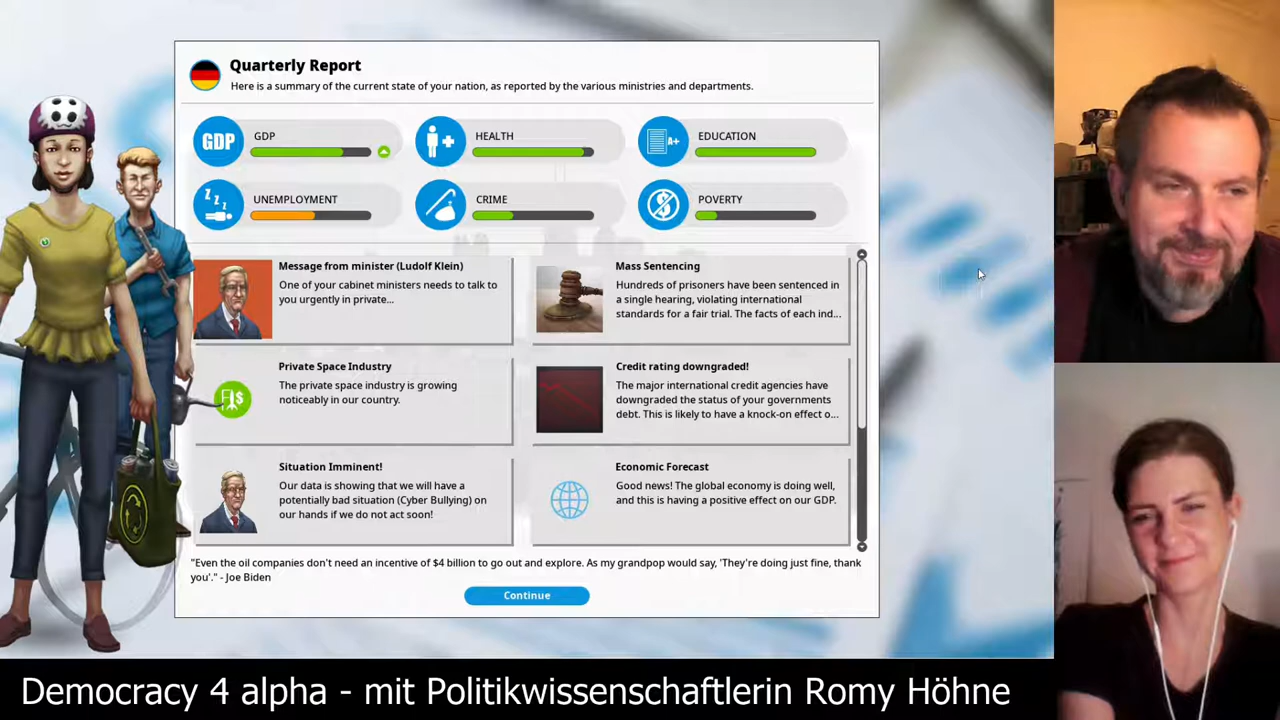 Quarterly Report
Here is a summary of the current state of your nation, as reported by the various ministries and departments.
GDP
GDP
HEALTH
A+
EDUCATION
Z Z Z
UNEMPLOYMENT
CRIME
$
POVERTY
Message from minister (Ludolf Klein)
One of your cabinet ministers needs to talk to
you urgently in private...
Mass Sentencing
Hundreds of prisoners have been sentenced in
a single hearing, violating international
standards for a fair trial. The facts of each ind...
Private Space Industry
The private space industry is growing
noticeably in our country.
$
Credit rating downgraded!
The major international credit agencies have
downgraded the status of your governments
debt. This is likely to have a knock-on effect o...
Situation Imminent!
Our data is showing that we will have a
potentially bad situation (Cyber Bullying) on
our hands if we do not act soon!
Economic Forecast
Good news! The global economy is doing well,
and this is having a positive effect on our GDP.
"Even the oil companies don't need an incentive of $4 billion to go out and explore. As my grandpop would say, 'They're doing just fine, thank
you'." - Joe Biden
Continue
Democracy 4 alpha - mit Politikwissenschaftlerin Romy Höhne